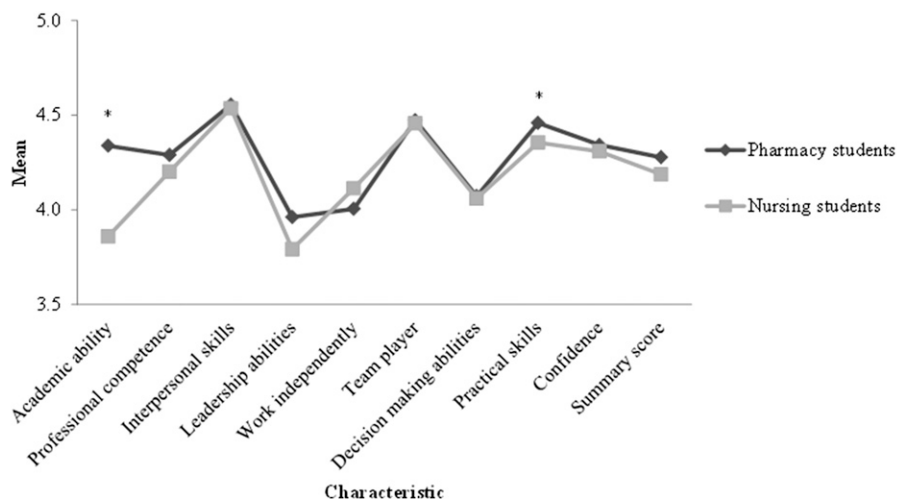 5.0
4.5
4.0
3.5
Mean
*
*
Pharmacy students
Nursing students
Academic ability
Professional competence
Interpersonal skills
Leadership abilities
Work independently
Team player
Decision making abilities
Practical skills
Confidence
Summary score
Characteristic